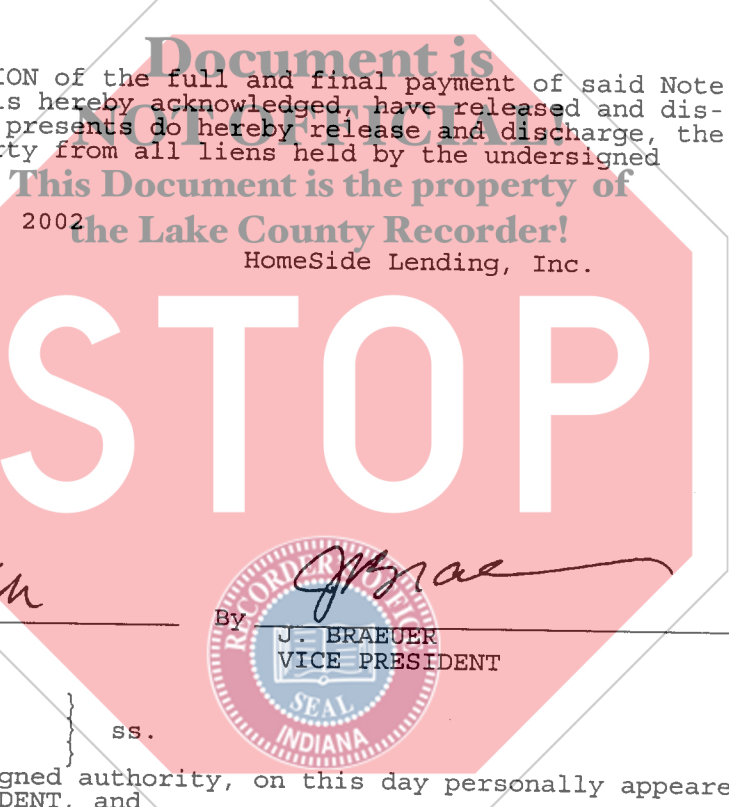 Document is
ION of the full and final payment of said Note
is hereby acknowledged, have released and dis-
NOT OFFICIAL!
presents do hereby release and discharge, the
rty from all liens held by the undersigned
This Document is the property of
2002
the Lake County Recorder!
HomeSide Lending, Inc.
STOP
By
J. BRAEUER
VICE PRESIDENT
RECORDER'S OFFICE
SEAL
INDIANA
ss.
gned authority, on this day personally appeare
DENT, and